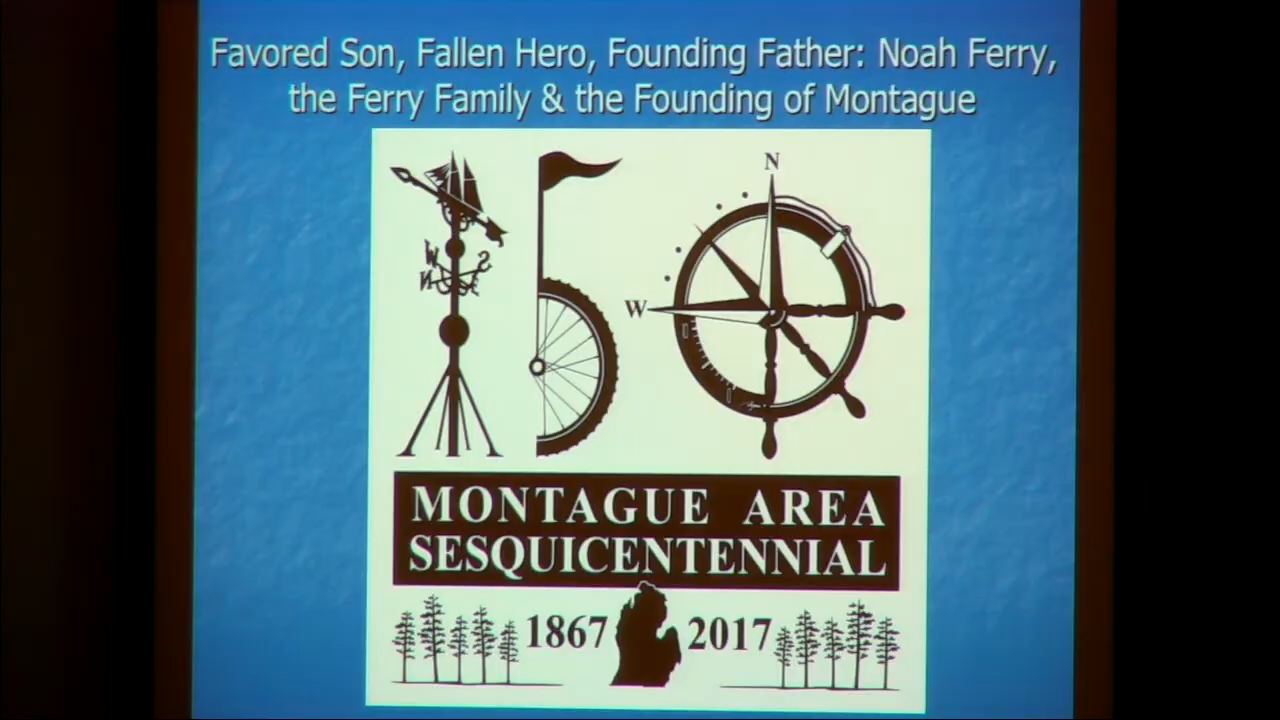 Favored Son, Fallen Hero, Founding Father: Noah Ferry,
the Ferry Family & the Founding of Montague
N
W
W S
N
MONTAGUE AREA
SESQUICENTENNIAL
1867 2017